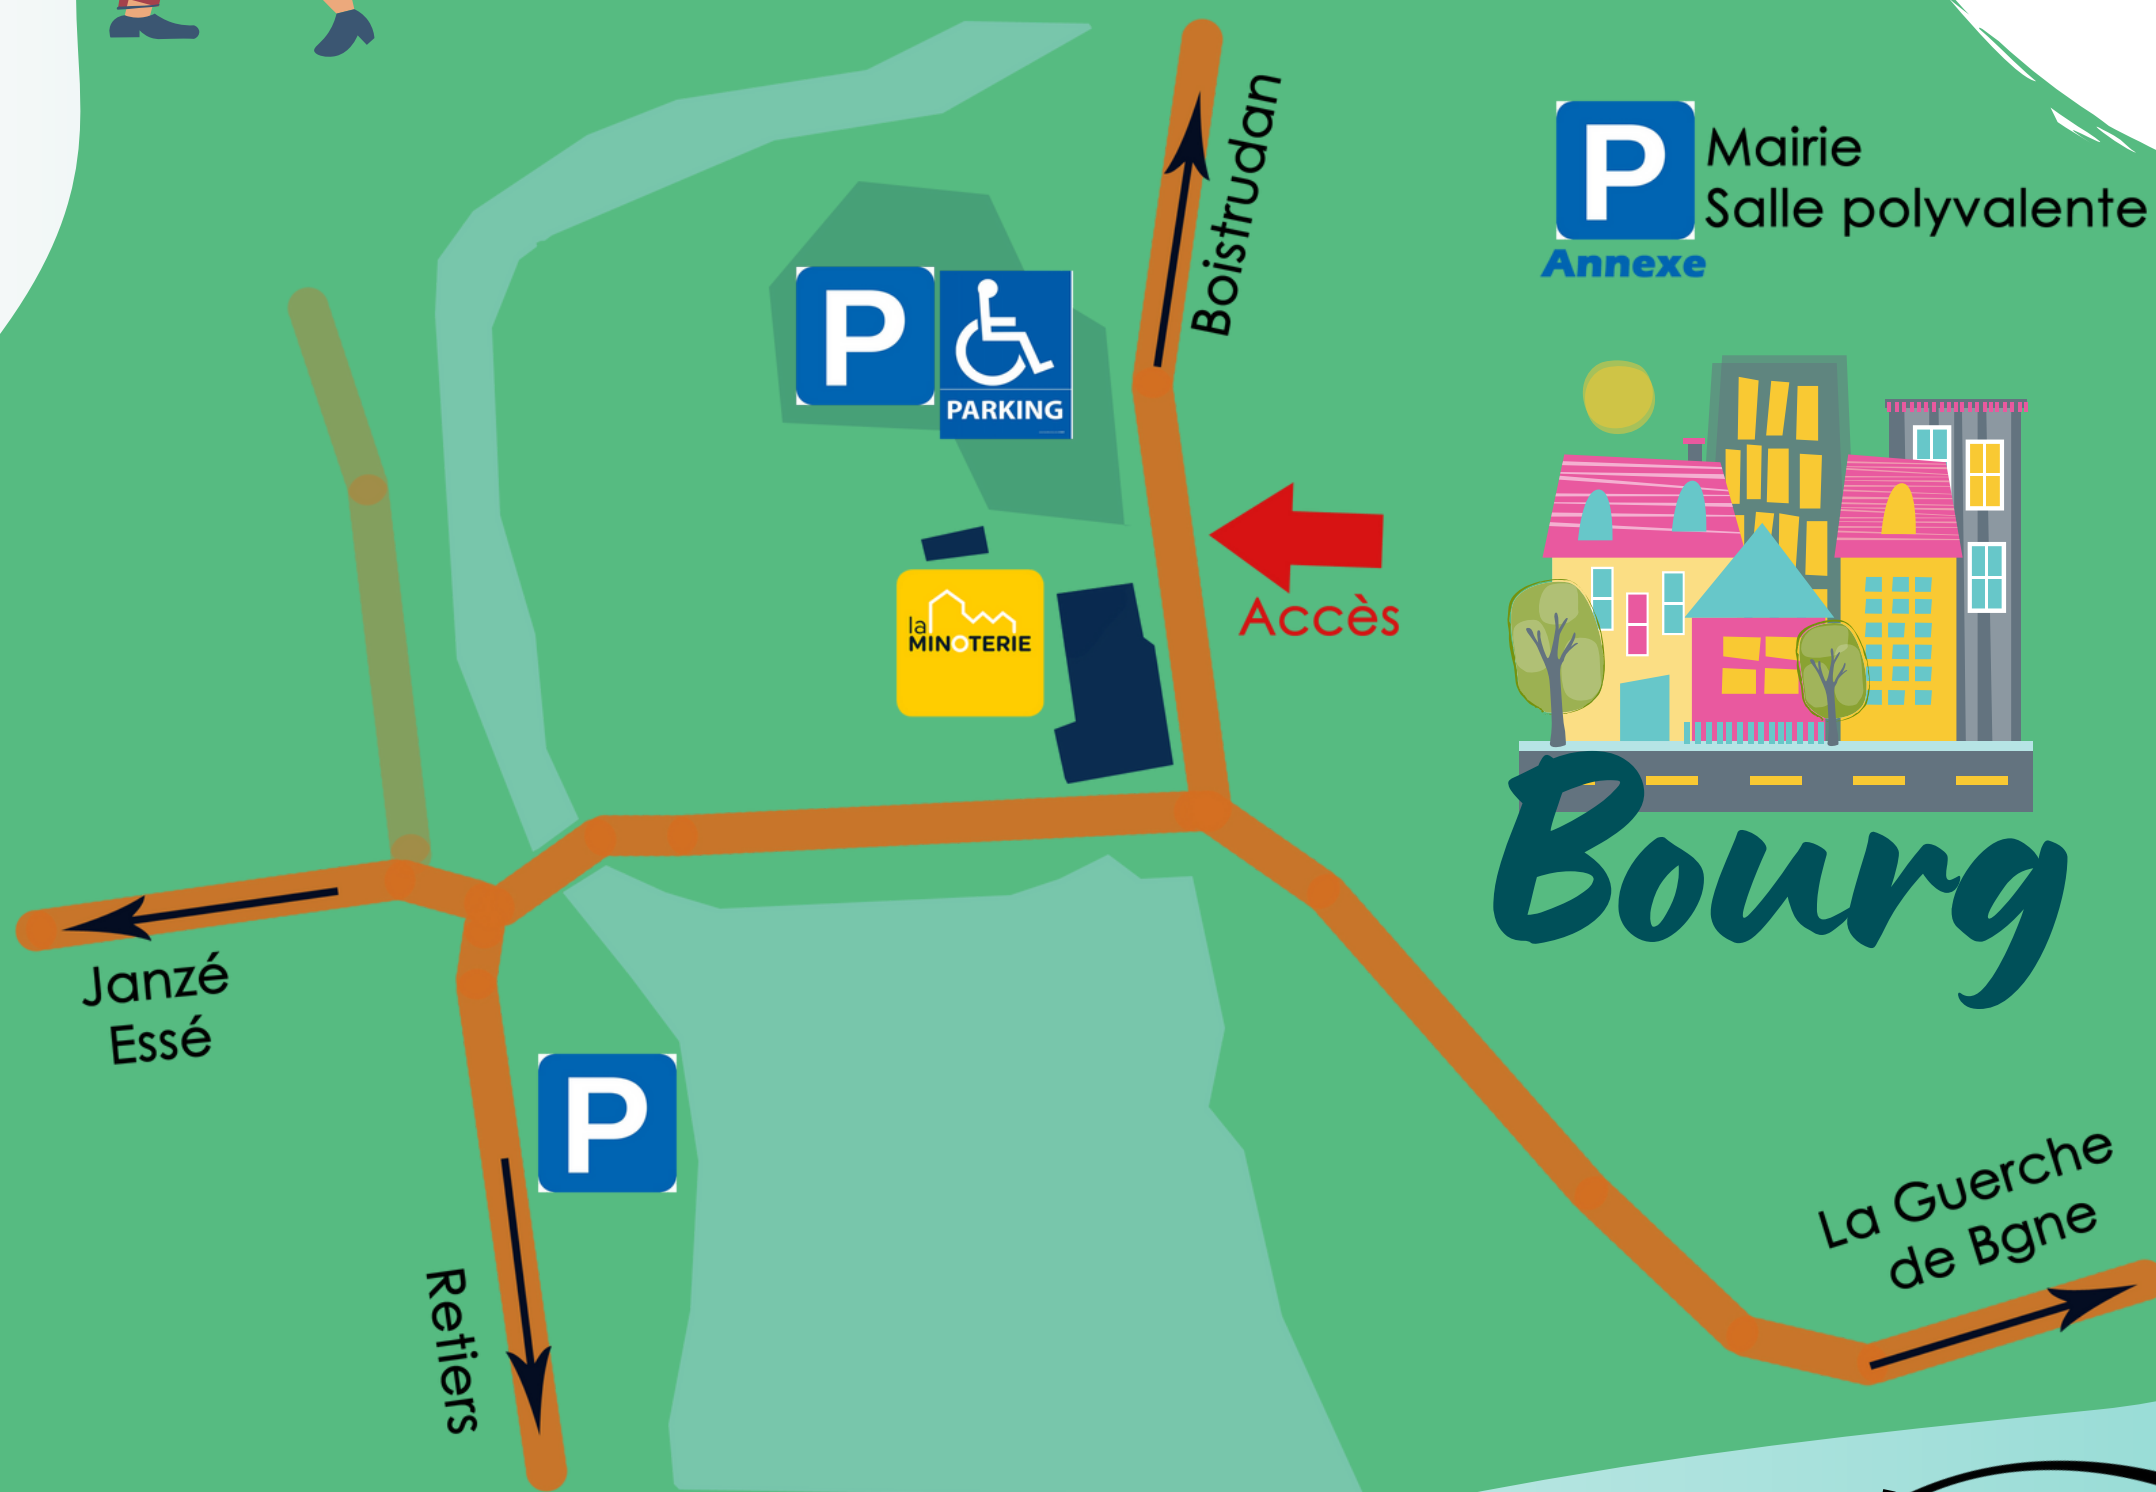 Boistrudan
P
Mairie
Salle polyvalente
Annexe
P
PARKING
Accès
la
MINOTERIE
Bourg
Janzé
Essé
P
Retiers
La Guerche
de Bgne